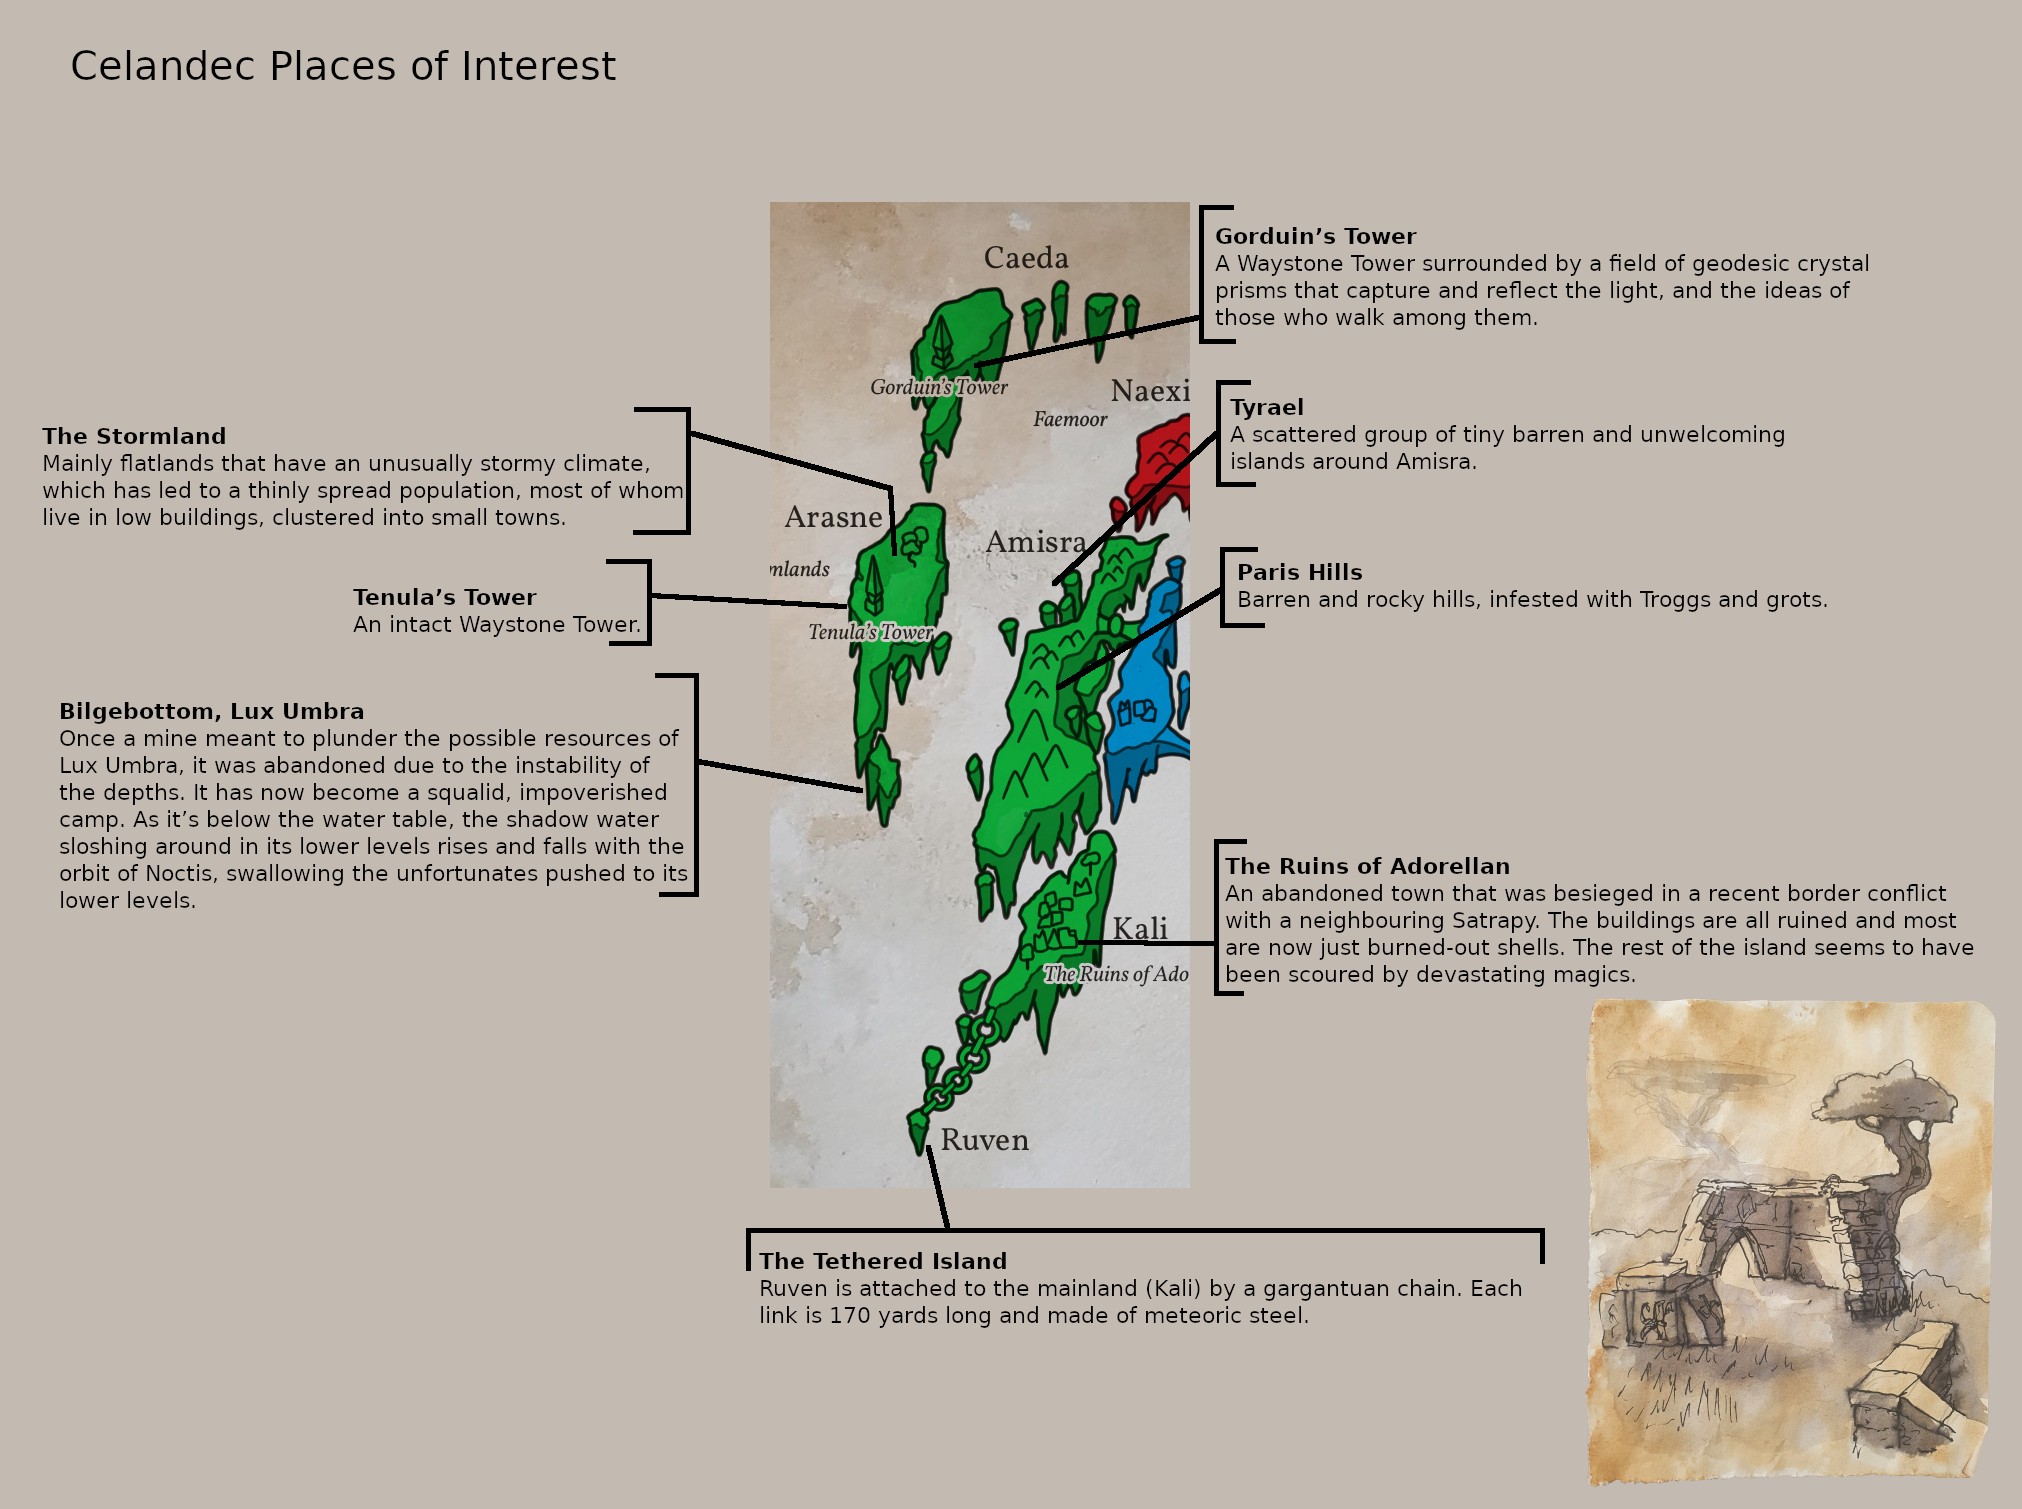 Celandec Places of Interest
Caeda
Gorduin's Tower
Faemoor
Naexi
Arasne
mlands
Tenula's Tower
Amisra
Kali
The Ruins of Ado
Ruven
Gorduin’s Tower
A Waystone Tower surrounded by a field of geodesic crystal
prisms that capture and reflect the light, and the ideas of
those who walk among them.
Tyrael
A scattered group of tiny barren and unwelcoming
islands around Amisra.
The Stormland
Mainly flatlands that have an unusually stormy climate,
which has led to a thinly spread population, most of whom
live in low buildings, clustered into small towns.
Paris Hills
Barren and rocky hills, infested with Troggs and grots.
Tenula’s Tower
An intact Waystone Tower.
Bilgebottom, Lux Umbra
Once a mine meant to plunder the possible resources of
Lux Umbra, it was abandoned due to the instability of
the depths. It has now become a squalid, impoverished
camp. As it’s below the water table, the shadow water
sloshing around in its lower levels rises and falls with the
orbit of Noctis, swallowing the unfortunates pushed to its
lower levels.
The Ruins of Adorellan
An abandoned town that was besieged in a recent border conflict
with a neighbouring Satrapy. The buildings are all ruined and most
are now just burned-out shells. The rest of the island seems to have
been scoured by devastating magics.
The Tethered Island
Ruven is attached to the mainland (Kali) by a gargantuan chain. Each
link is 170 yards long and made of meteoric steel.